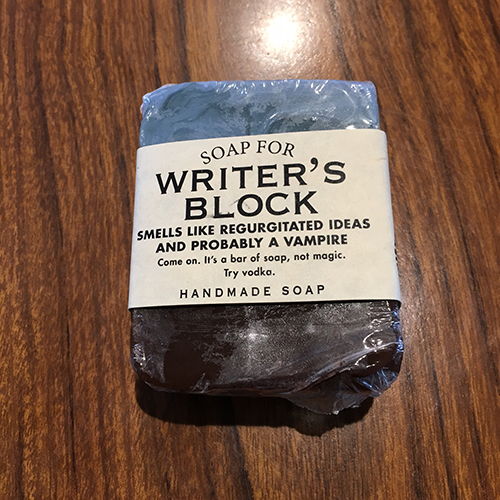 SOAP FOR
WRITER'S
BLOCK
SMELLS LIKE REGURGITATED IDEAS
AND PROBABLY A VAMPIRE
Come on. It's a bar of soap, not magic.
Try vodka.
HANDMADE SOAP